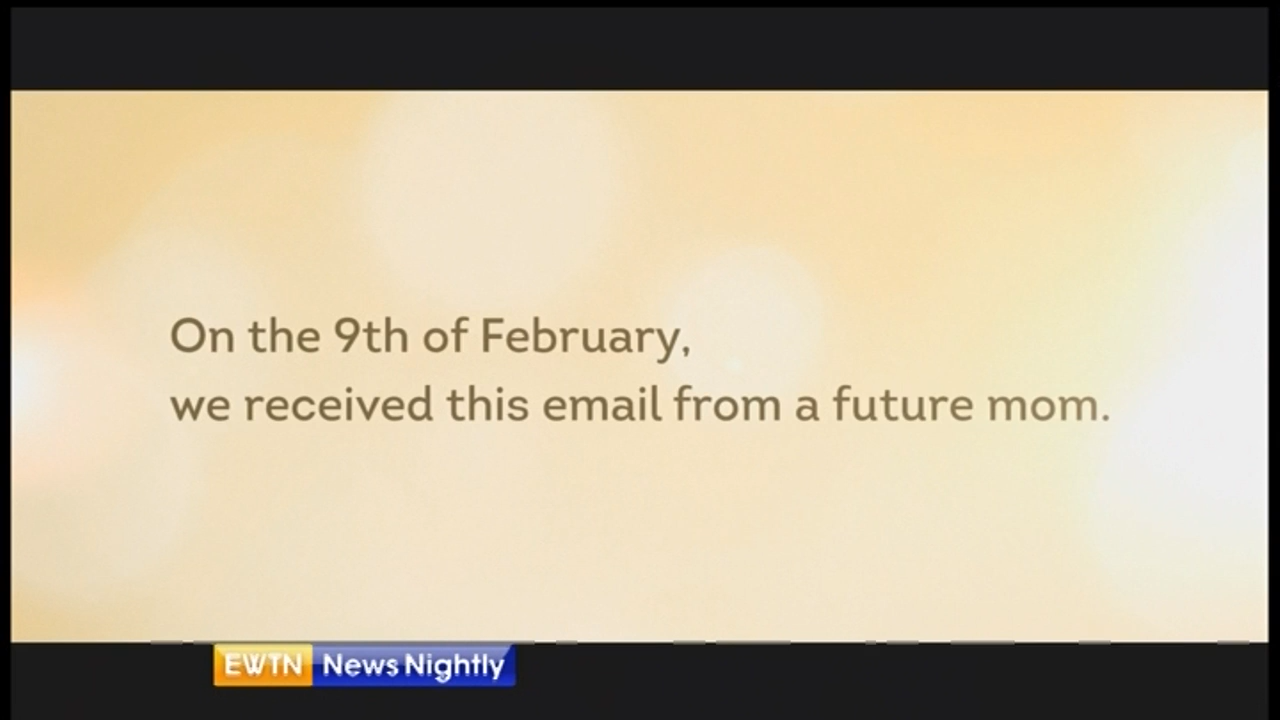 On the 9th of February,
we received this email from a future mom.
EWTN News Nightly